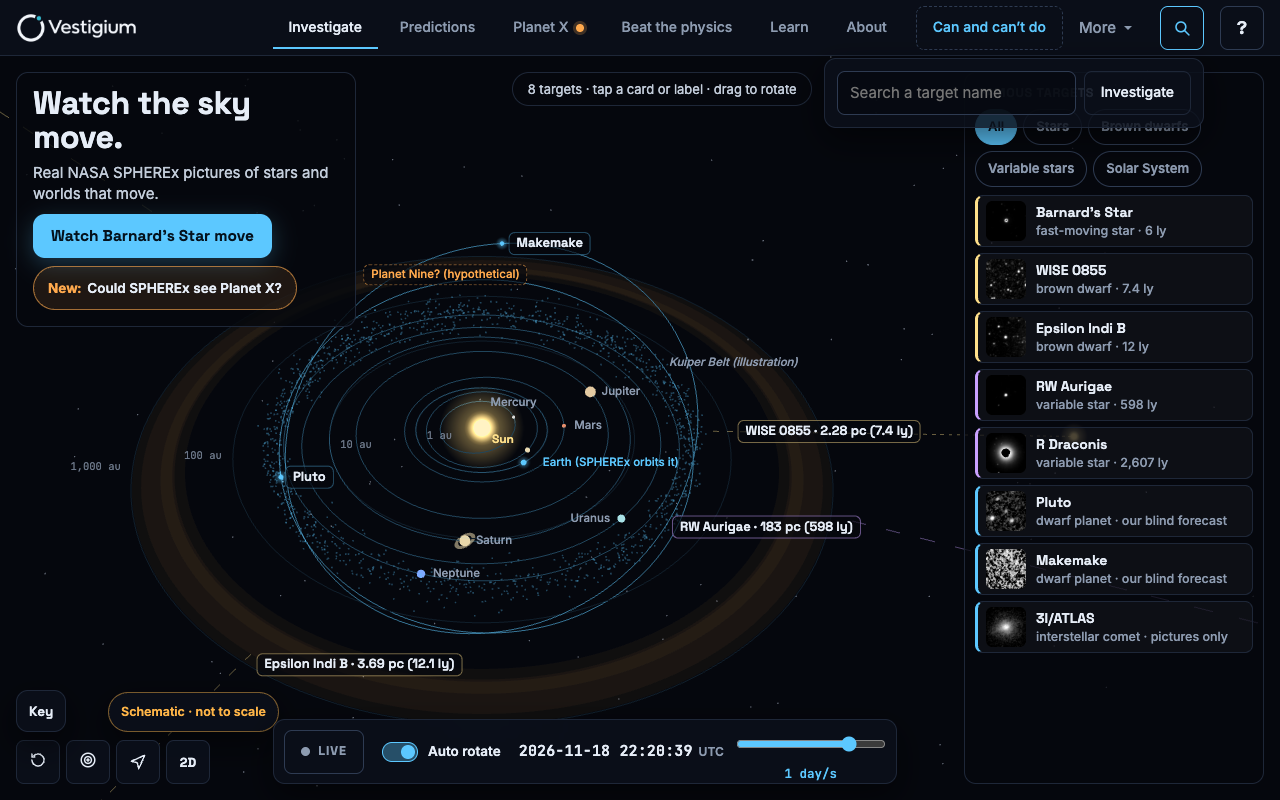 Vestigium
Investigate
Predictions
Planet X
Beat the physics
Learn
About
Can and can't do
More
?
Watch the sky
move.
Real NASA SPHEREx pictures of stars and
worlds that move.
Watch Barnard's Star move
New: Could SPHEREx see Planet X?
8 targets · tap a card or label · drag to rotate
Search a target name
Investigate
All
Stars
Brown dwarfs
Variable stars
Solar System
Barnard's Star
fast-moving star · 6 ly
WISE 0855
brown dwarf · 7.4 ly
Epsilon Indi B
brown dwarf · 12 ly
RW Aurigae
variable star · 598 ly
R Draconis
variable star · 2,607 ly
Pluto
dwarf planet · our blind forecast
Makemake
dwarf planet · our blind forecast
3I/ATLAS
interstellar comet · pictures only
Makemake
Planet Nine? (hypothetical)
Kuiper Belt (illustration)
Jupiter
Mercury
Mars
1 au
Sun
10 au
100 au
1,000 au
WISE 0855 · 2.28 pc (7.4 ly)
Earth (SPHEREx orbits it)
Pluto
Uranus
RW Aurigae · 183 pc (598 ly)
Saturn
Neptune
Epsilon Indi B · 3.69 pc (12.1 ly)
Key
Schematic · not to scale
2D
LIVE
Auto rotate
2026-11-18 22:20:39 UTC
1 day/s